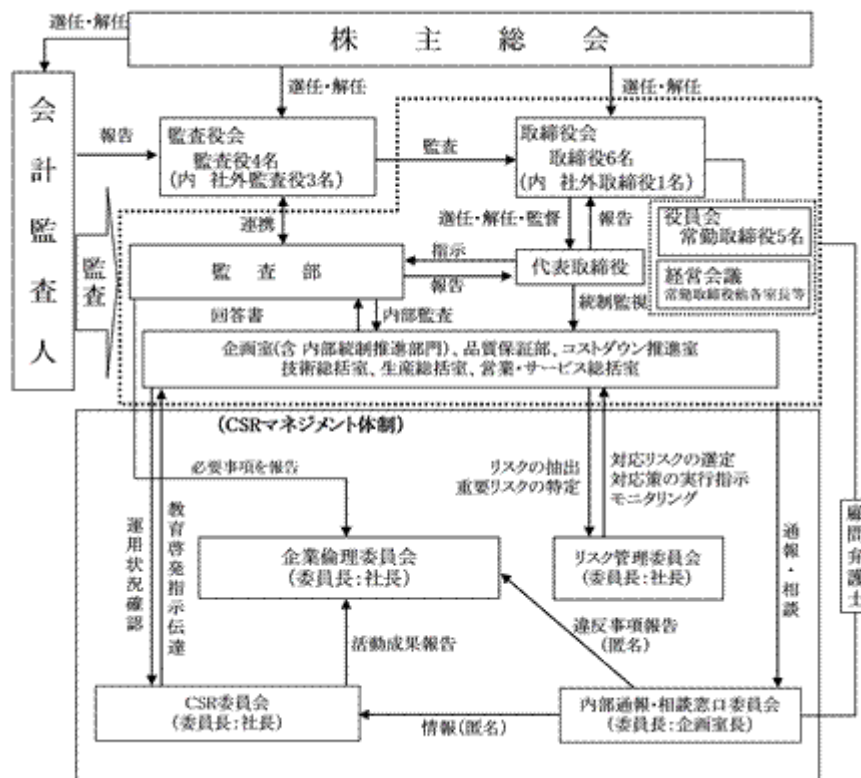 選任・解任
株主総会
会計監査人
選任・解任
選任・解任
報告
監査役会
監査役4名
(内 社外監査役3名)
監査
取締役会
取締役6名
(内 社外取締役1名)
連携
選任・解任・監督
報告
役員会
常勤取締役5名
監査
監査部
指示
報告
代表取締役
経営会議
常勤取締役他各室長等
回答書
内部監査
統制監視
企画室(含 内部統制推進部門)、品質保証部、コストダウン推進室
技術総括室、生産総括室、営業・サービス総括室
(CSRマネジメント体制)
必要事項を報告
リスクの抽出
重要リスクの特定
対応リスクの選定
対応策の実行指示
モニタリング
運用状況確認
教育啓発指示伝達
企業倫理委員会
(委員長:社長)
リスク管理委員会
(委員長:社長)
通報・相談
顧問弁護士
活動成果報告
違反事項報告
(匿名)
CSR委員会
(委員長:社長)
情報(匿名)
内部通報・相談窓口委員会
(委員長:企画室長)